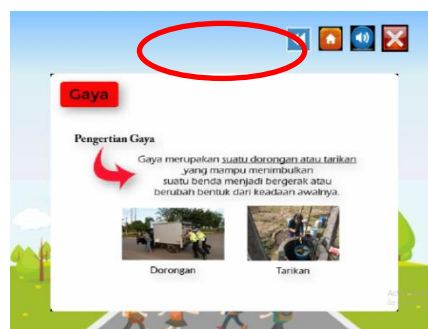 Gaya
Pengertian Gaya
Gaya merupakan suatu dorongan atau tarikan
yang mampu menimbulkan
suatu benda menjadi bergerak atau
berubah bentuk dari keadaan awalnya.
Dorongan
Tarikan